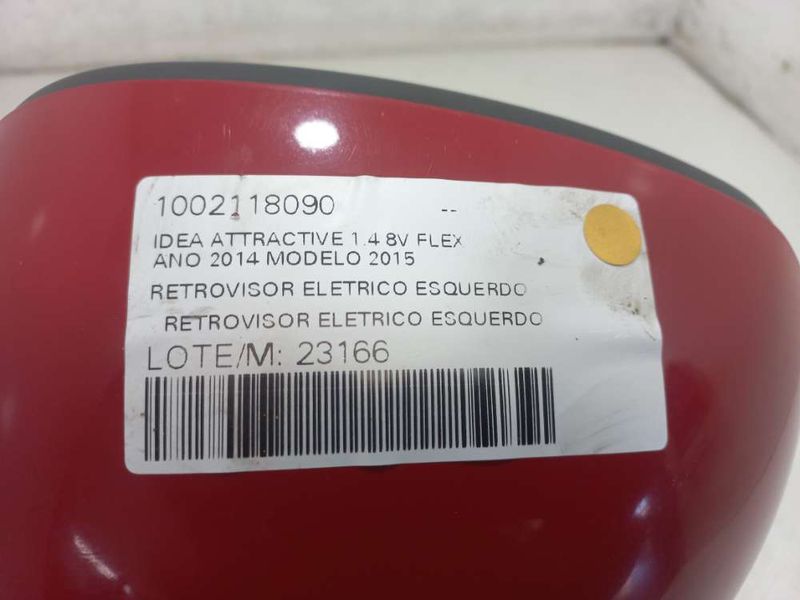 1002118090 --
IDEA ATTRACTIVE 1.4 8V FLEX
ANO 2014 MODELO 2015
RETROVISOR ELETRICO ESQUERDO
RETROVISOR ELETRICO ESQUERDO
LOTE/M: 23166